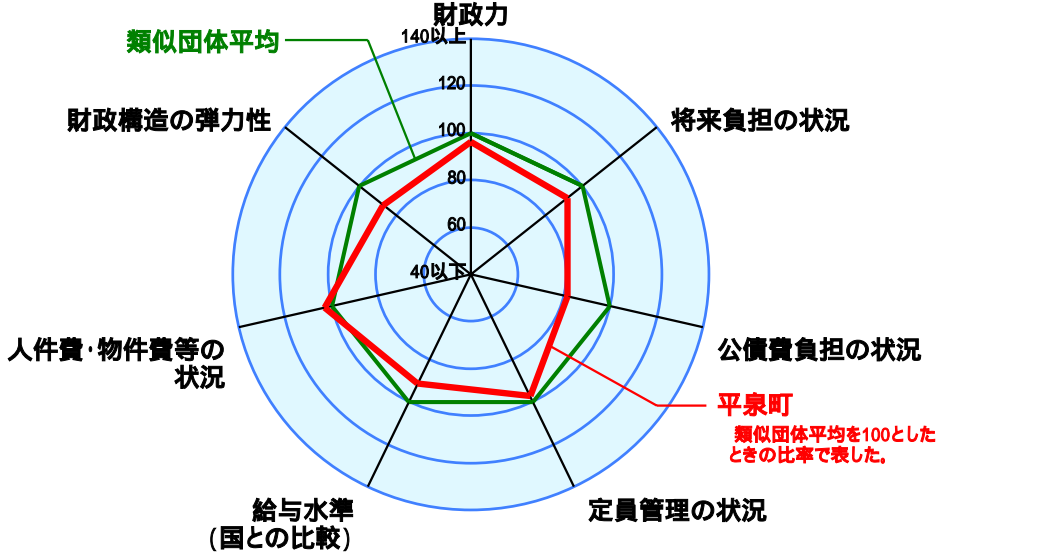 財政力
140以上
類似団体平均
120
財政構造の弾力性
将来負担の状況
100
80
60
40以下
人件費・物件費等の
状況
公債費負担の状況
平泉町
類似団体平均を100とした
ときの比率で表した。
給与水準
(国との比較)
定員管理の状況